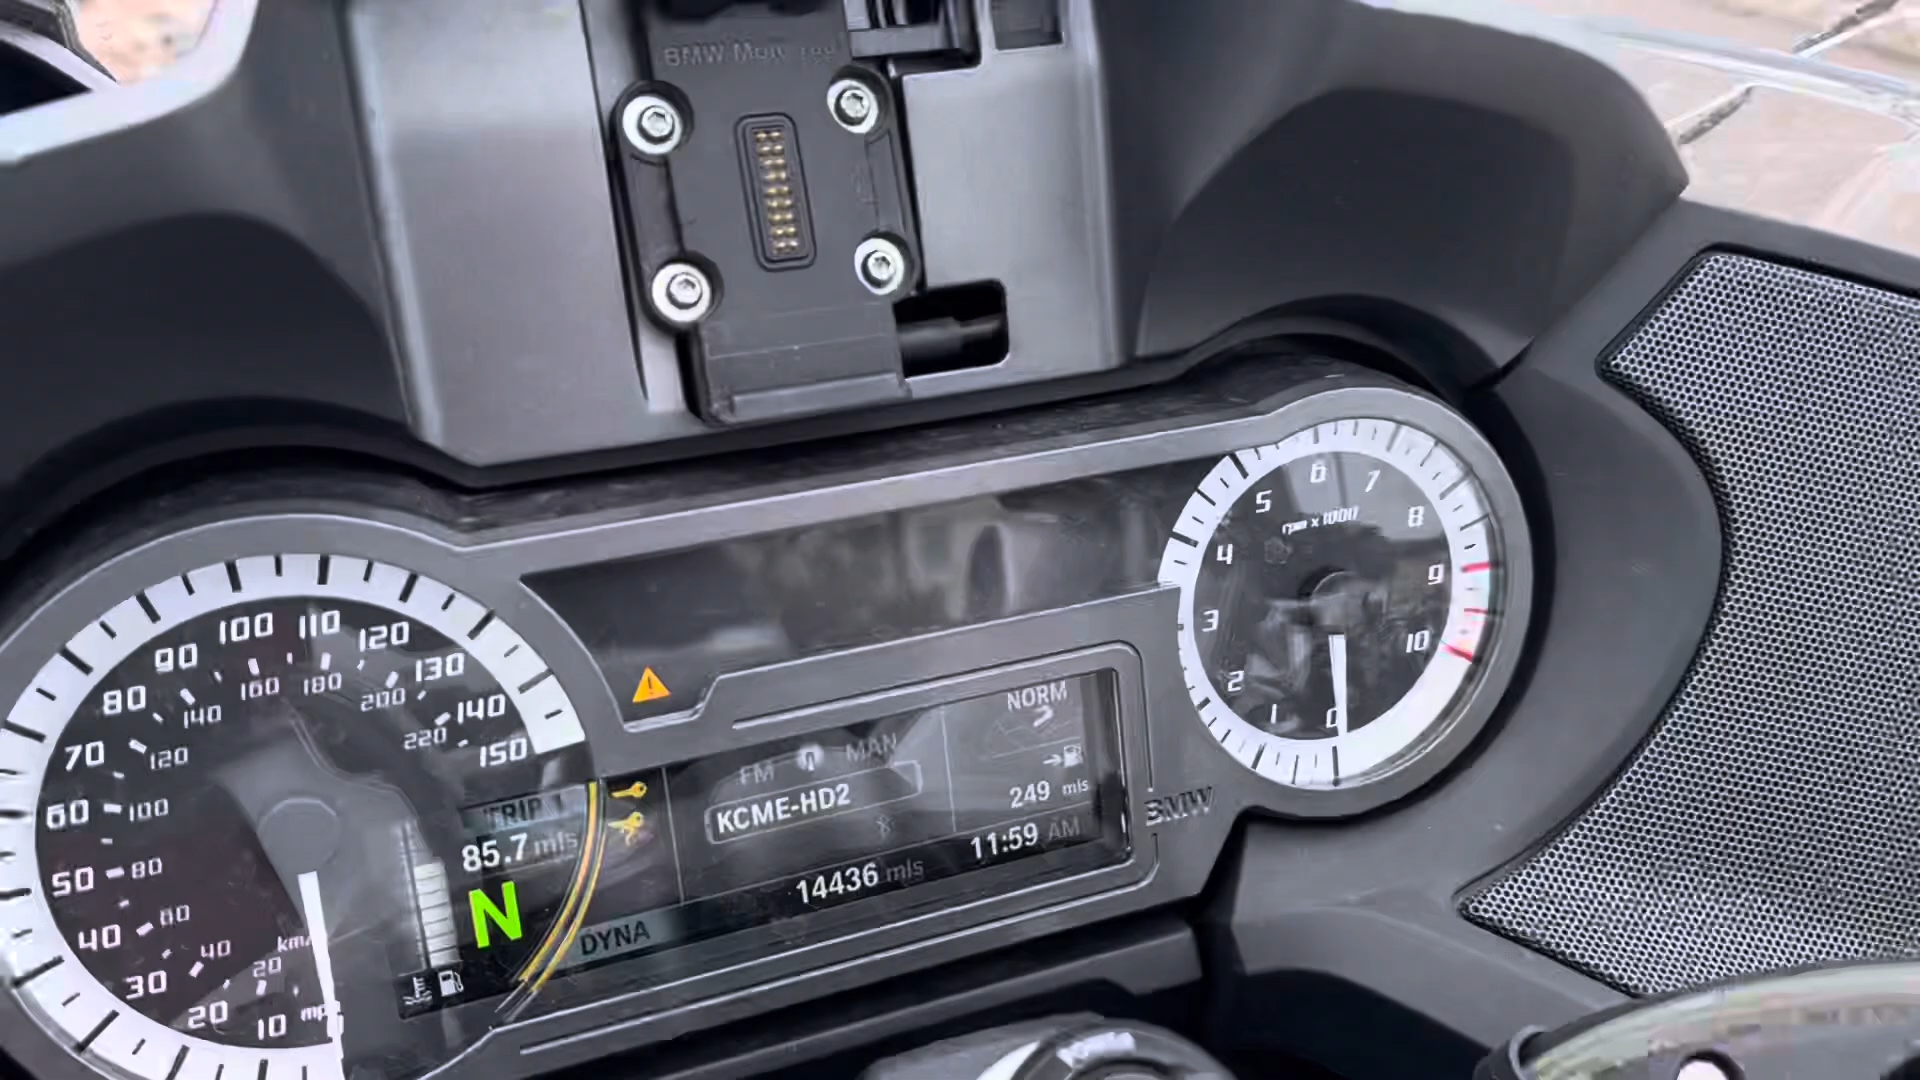 BMW Motorrad
5
6
7
rpm x 1000
8
4
9
3
10
2
1
0
100
110
120
90
130
80
160
180
200
140
140
220
70
120
150
60
100
50
80
40
60
30
40
km/
20
20
10
mph
TRIP 1
85.7 mls
N
FM
MAN
KCME-HD2
NORM
249 mls
14436 mls
11:59 AM
DYNA
BMW